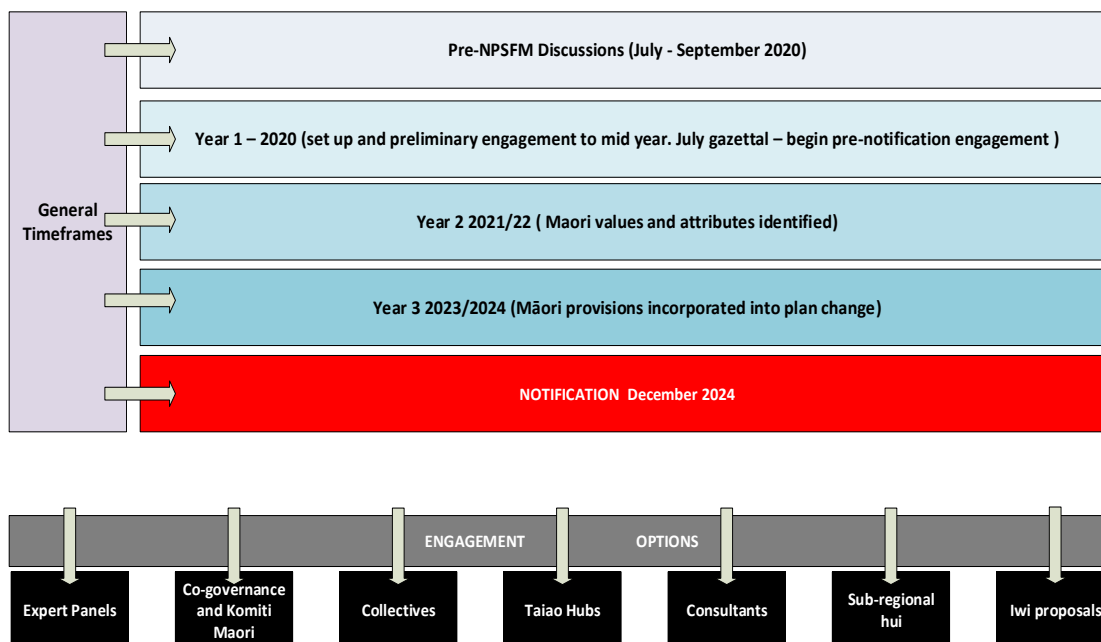 General
Timeframes
Pre-NPSFM Discussions (July - September 2020)
Year 1 – 2020 (set up and preliminary engagement to mid year. July gazettal – begin pre-notification engagement )
Year 2 2021/22 ( Maori values and attributes identified)
Year 3 2023/2024 (Māori provisions incorporated into plan change)
NOTIFICATION December 2024
ENGAGEMENT OPTIONS
Expert Panels
Co-governance
and Komiti
Maori
Collectives
Taiao Hubs
Consultants
Sub-regional
hui
Iwi proposals